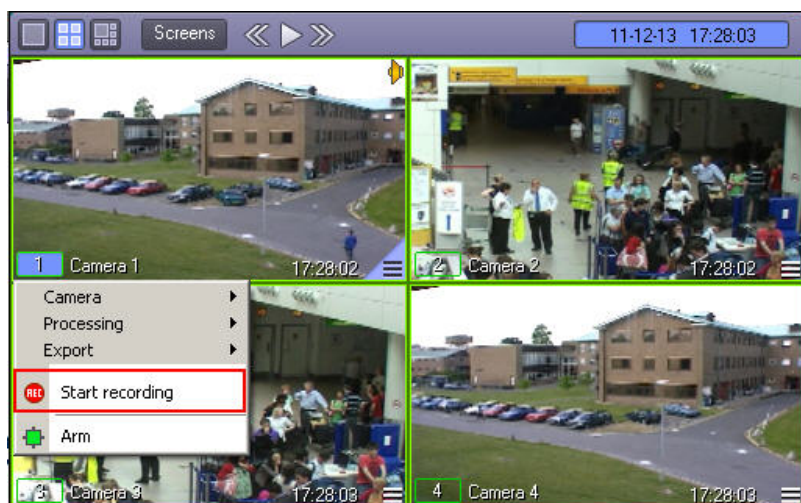 Screens
11-12-13 17:28:03
1 Camera 1 17:28:02
2 Camera 2 17:28:02
Camera
Processing
Export
REC Start recording
Arm
3 Camera 3 17:28:03
4 Camera 4 17:28:03